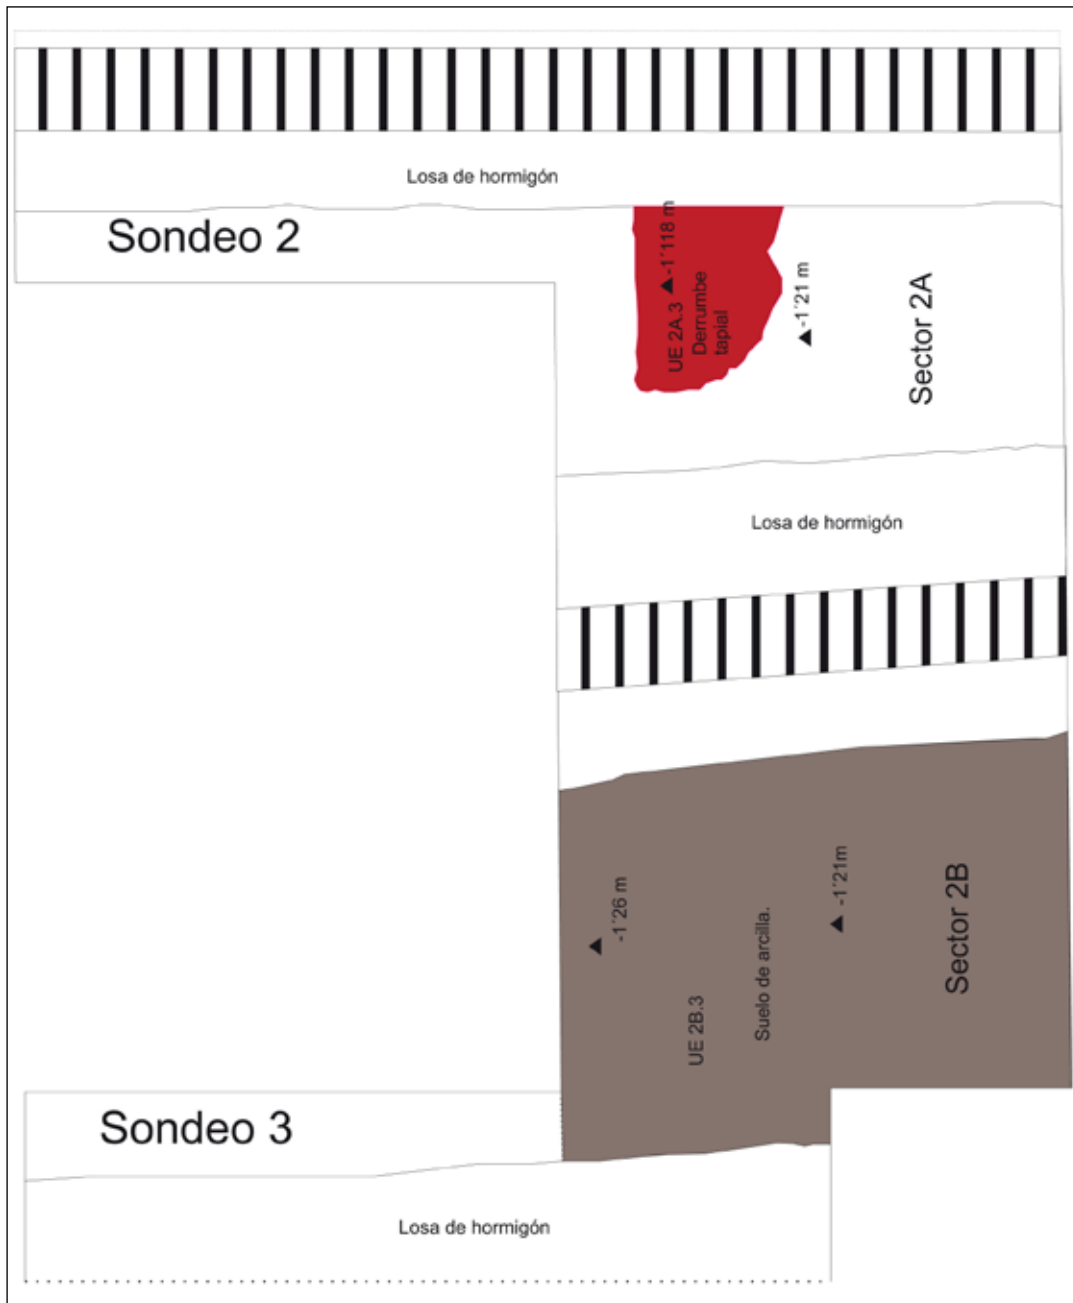 Losa de hormigón
Sondeo 2
UE 2A.3
-1´118 m
Derrumbe
tapial
-1´21 m
Sector 2A
Losa de hormigón
-1´26 m
UE 2B.3
Suelo de arcilla.
-1´21m
Sector 2B
Sondeo 3
Losa de hormigón